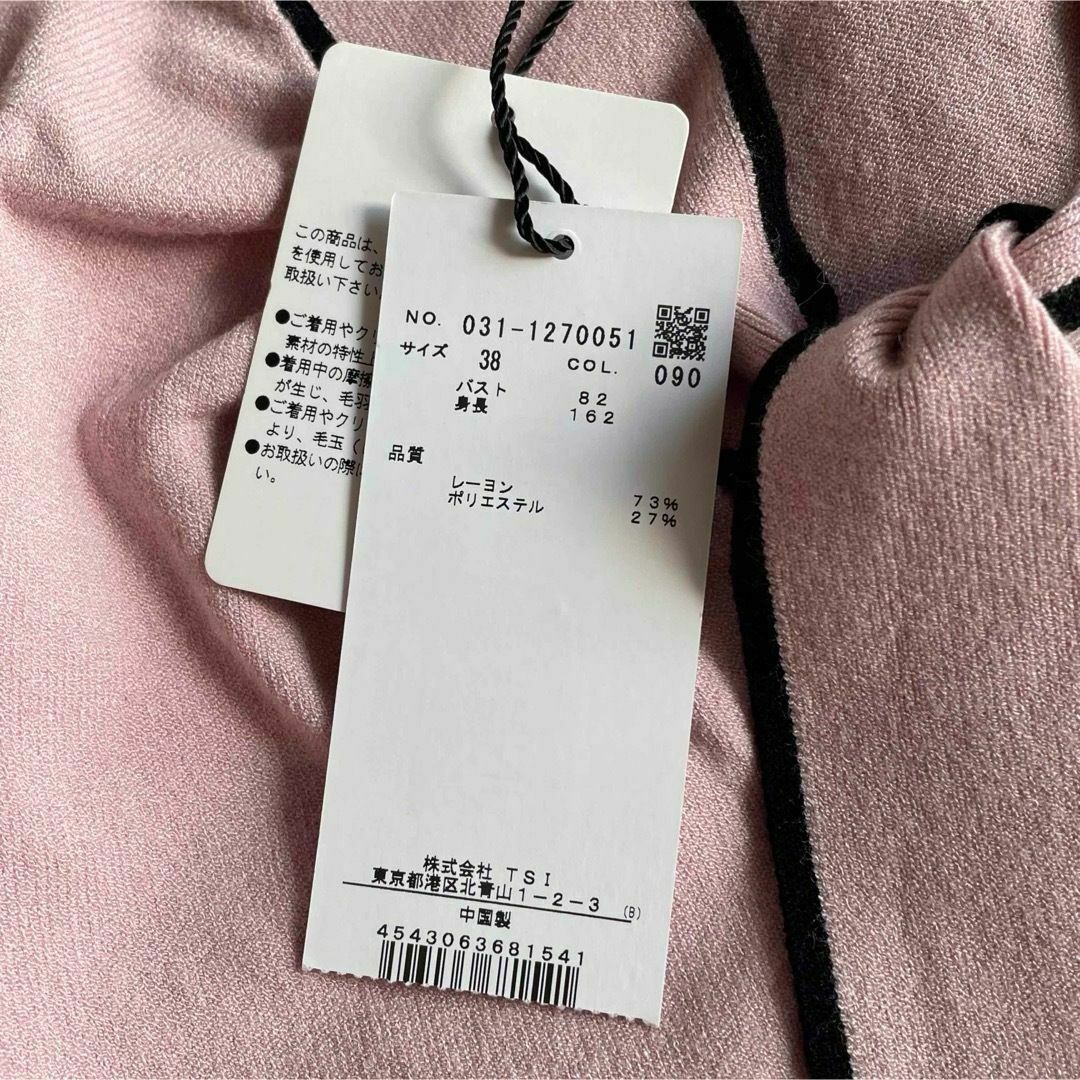 この商品は、
を使用してお
取扱い下さい。
●ご着用やクリ
素材の特性
●着用中の摩擦
が生じ、毛羽
●ご着用やクリ
より、毛玉（
●お取扱いの際に
い。
NO. 031-1270051
サイズ 38 COL. 090
バスト 82
身長 162
品質
レーヨン 73%
ポリエステル 27%
株式会社 TSI
東京都港区北青山1-2-3 (B)
中国製
4543063681541